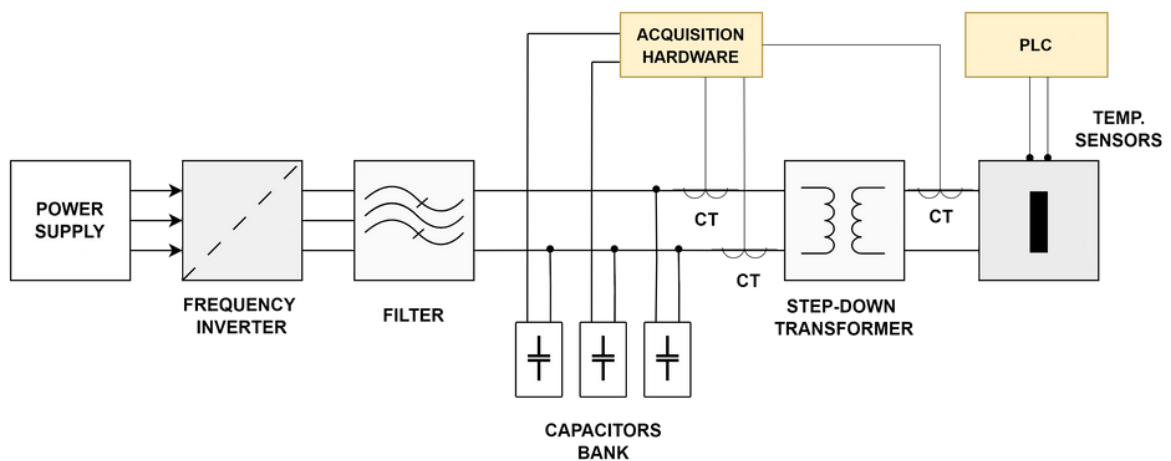 ACQUISITION
HARDWARE
PLC
TEMP.
SENSORS
POWER
SUPPLY
CT
CT
CT
FREQUENCY
INVERTER
FILTER
STEP-DOWN
TRANSFORMER
CAPACITORS
BANK